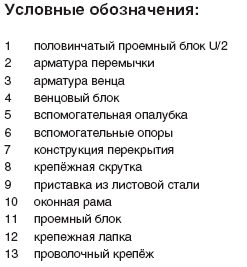 Условные обозначения:
1 половинчатый проемный блок U/2
2 арматура перемычки
3 арматура венца
4 венцовый блок
5 вспомогательная опалубка
6 вспомогательные опоры
7 конструкция перекрытия
8 крепёжная скрутка
9 приставка из листовой стали
10 оконная рама
11 проемный блок
12 крепежная лапка
13 проволочный крепёж